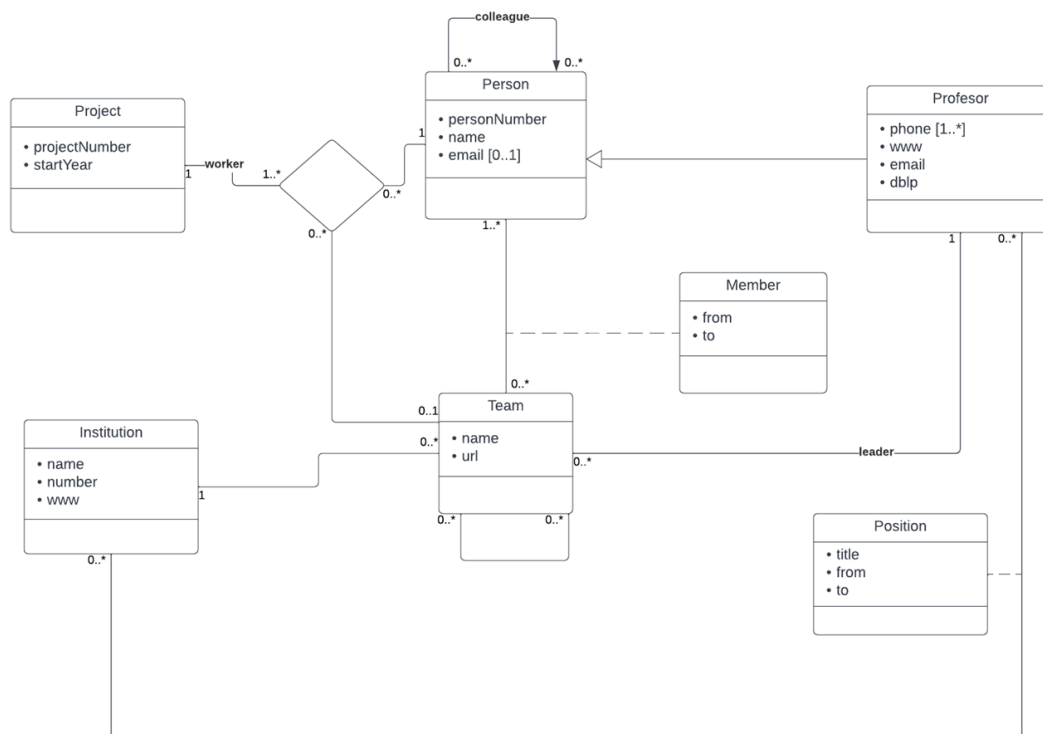 colleague
0..*
0..*
Person
• personNumber
• name
• email [0..1]
Project
• projectNumber
• startYear
Profesor
• phone [1..*]
• www
• email
• dblp
1
worker
1
1..*
0..*
0..*
1..*
1
0..*
Member
• from
• to
0..*
Team
• name
• url
0..1
0..*
0..*
leader
Institution
• name
• number
• www
1
0..*
0..*
0..*
Position
• title
• from
• to